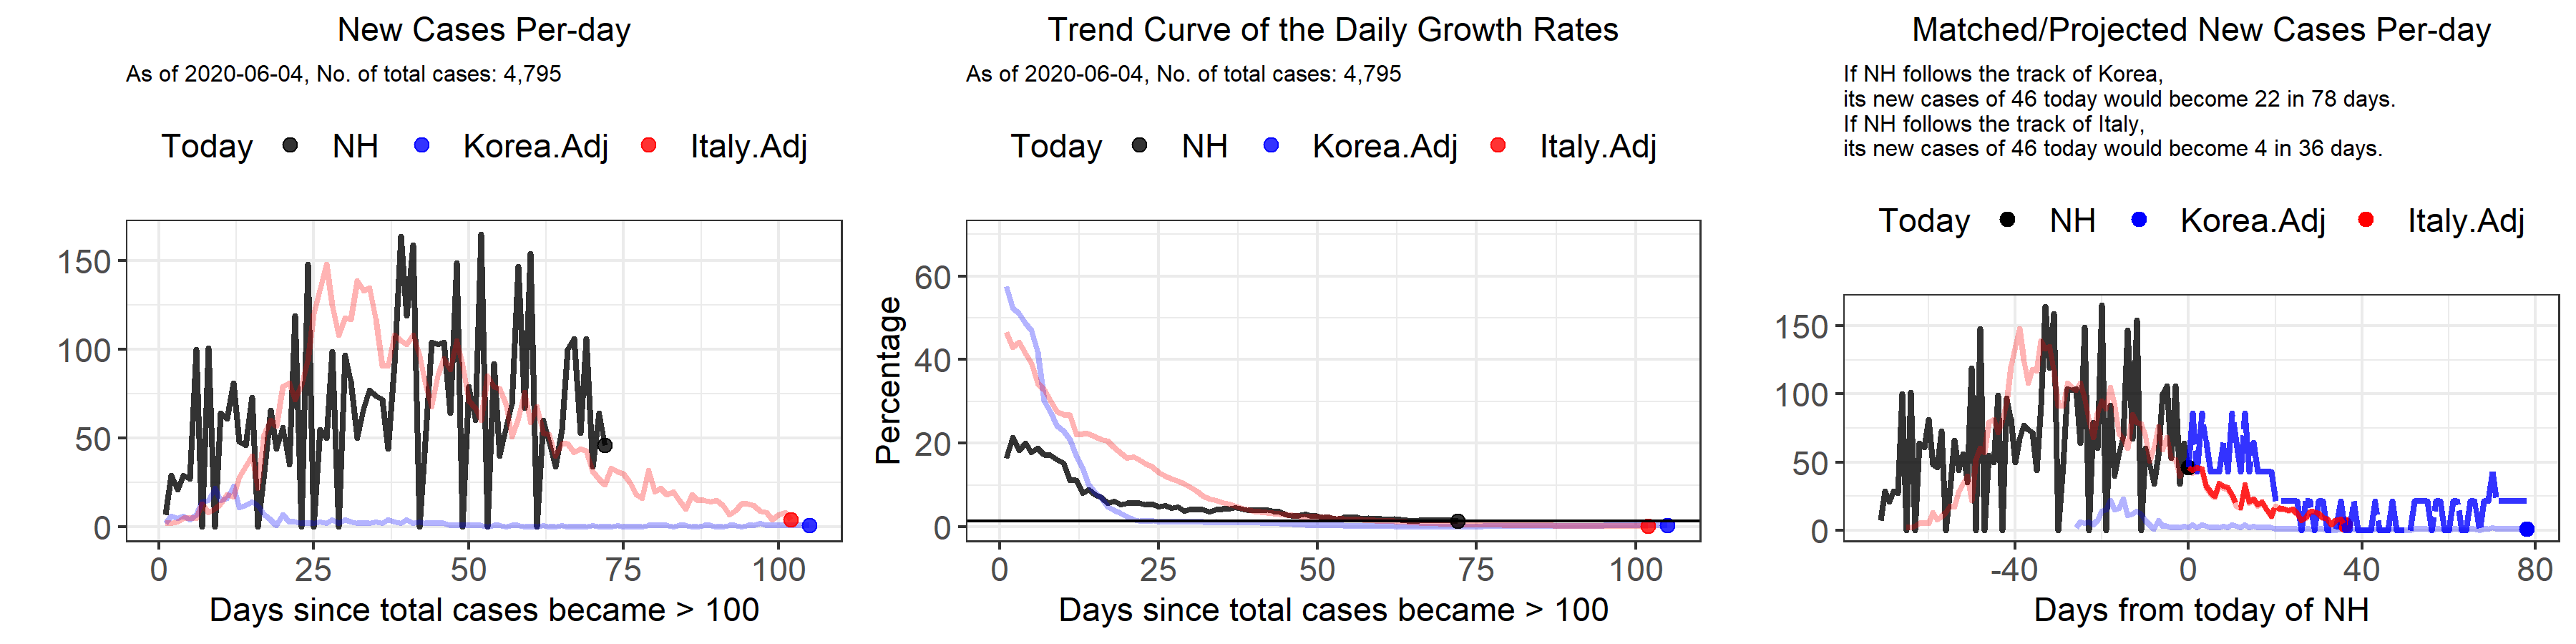 New Cases Per-day
As of 2020-06-04, No. of total cases: 4,795
Today NH Korea.Adj Italy.Adj
150
100
50
0
0 25 50 75 100
Days since total cases became > 100
Trend Curve of the Daily Growth Rates
As of 2020-06-04, No. of total cases: 4,795
Today NH Korea.Adj Italy.Adj
Percentage
60
40
20
0
0 25 50 75 100
Days since total cases became > 100
Matched/Projected New Cases Per-day
If NH follows the track of Korea,
its new cases of 46 today would become 22 in 78 days.
If NH follows the track of Italy,
its new cases of 46 today would become 4 in 36 days.
Today NH Korea.Adj Italy.Adj
150
100
50
0
-40 0 40 80
Days from today of NH